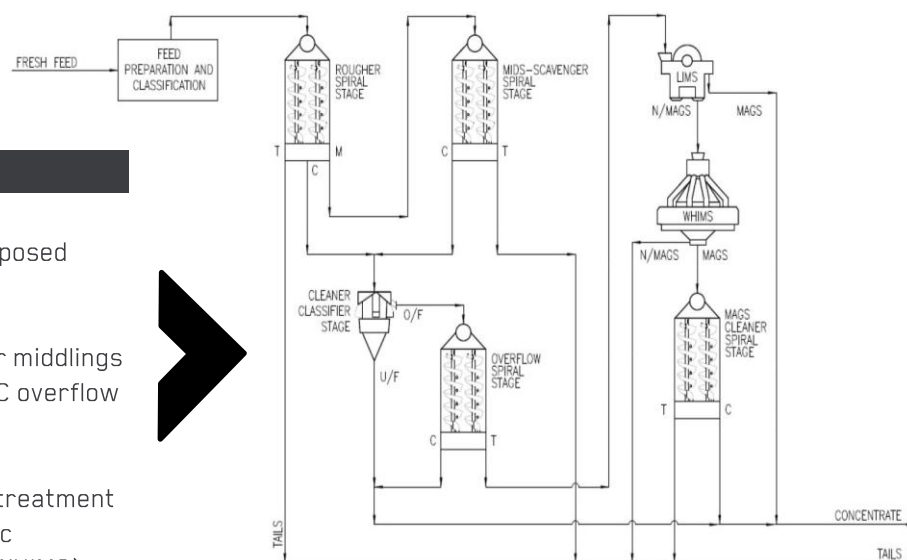 FRESH FEED
FEED
PREPARATION AND
CLASSIFICATION
ROUGHER
SPIRAL
STAGE
T
M
C
MIDS-SCAVENGER
SPIRAL
STAGE
C
T
LIMS
N/MAGS
MAGS
WHIMS
N/MAGS
MAGS
MAGS
CLEANER
SPIRAL
STAGE
T
C
CLEANER
CLASSIFIER
STAGE
O/F
U/F
OVERFLOW
SPIRAL
STAGE
C
T
TAILS
CONCENTRATE
TAILS
posed
r middlings
C overflow
treatment
c